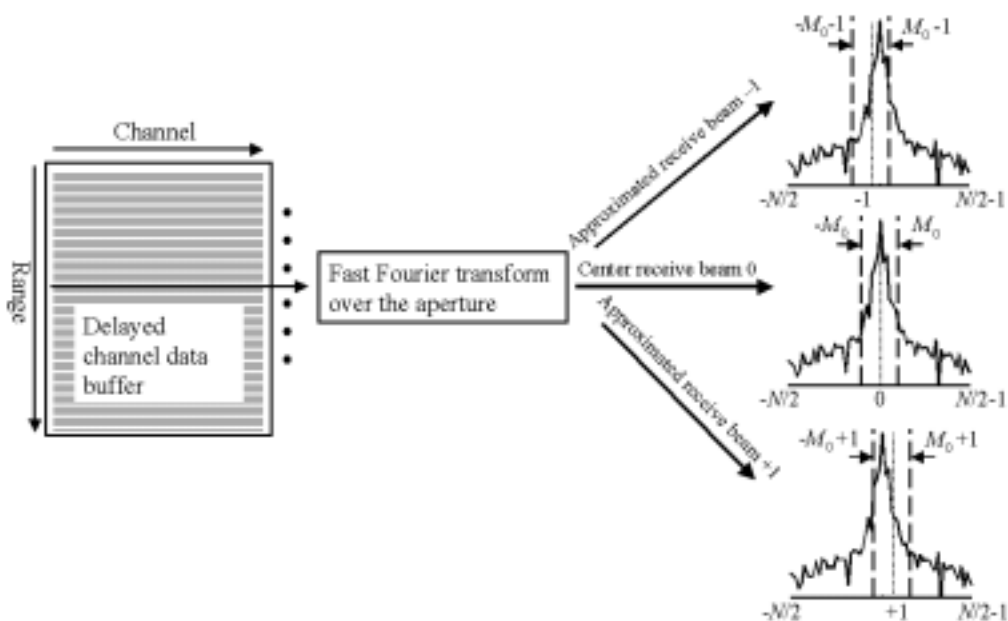 Channel
Range
Delayed
channel data
buffer
Fast Fourier transform
over the aperture
Approximated receive beam -1
Center receive beam 0
Approximated receive beam +1
-M₀-1
M₀-1
-N/2
-1
N/2-1
-M₀
M₀
-N/2
0
N/2-1
-M₀+1
M₀+1
-N/2
+1
N/2-1